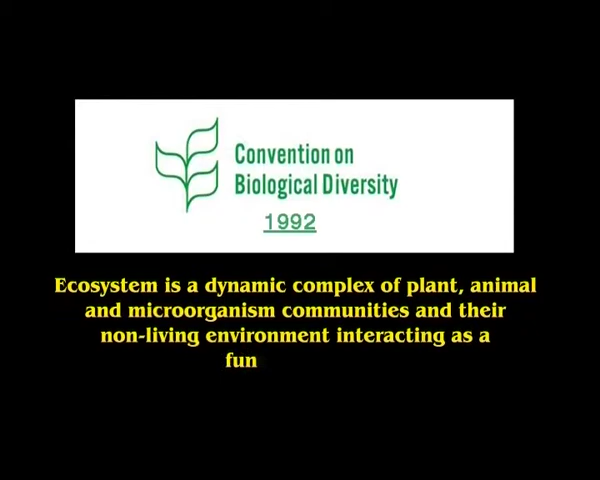 Convention on
Biological Diversity
1992
Ecosystem is a dynamic complex of plant, animal
and microorganism communities and their
non-living environment interacting as a
fun